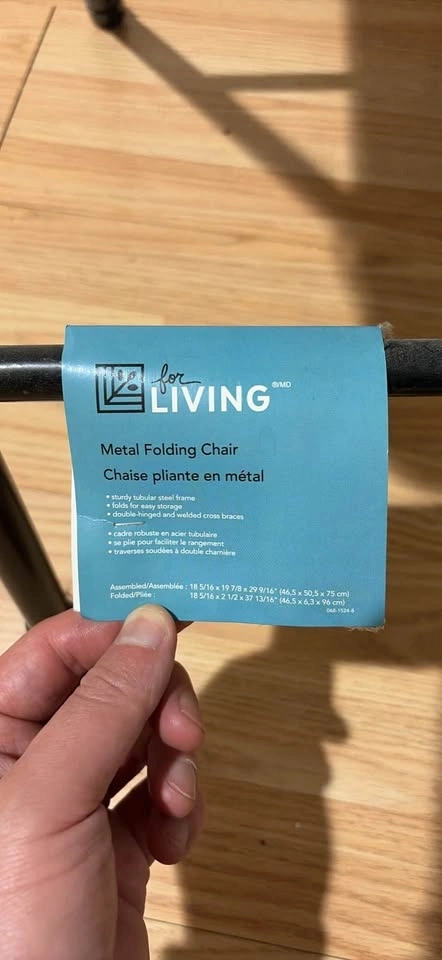 for
LIVING ®/MD
Metal Folding Chair
Chaise pliante en métal
• sturdy tubular steel frame
• folds for easy storage
• double-hinged and welded cross braces
• cadre robuste en acier tubulaire
• se plie pour faciliter le rangement
• traverses soudées à double charnière
Assembled/Assemblée : 18 5/16 x 19 7/8 x 29 9/16" (46,5 x 50,5 x 75 cm)
Folded/Pliée : 18 5/16 x 2 1/2 x 37 13/16" (46,5 x 6,3 x 96 cm)
068-1524-8